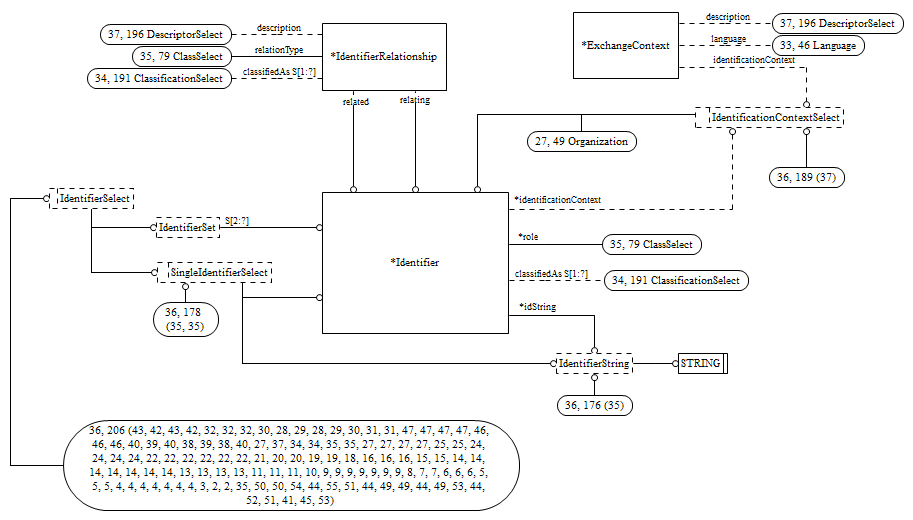 description
37, 196 DescriptorSelect
relationType
35, 79 ClassSelect
classifiedAs S[1:?]
34, 191 ClassificationSelect
*IdentifierRelationship
related
relating
*ExchangeContext
description
37, 196 DescriptorSelect
language
33, 46 Language
identificationContext
IdentificationContextSelect
27, 49 Organization
36, 189 (37)
IdentifierSelect
IdentifierSet
S[2:?]
SingleIdentifierSelect
36, 178
(35, 35)
*Identifier
*identificationContext
*role
35, 79 ClassSelect
classifiedAs S[1:?]
34, 191 ClassificationSelect
*idString
IdentifierString
STRING
36, 176 (35)
36, 206 (43, 42, 43, 42, 32, 32, 32, 30, 28, 29, 28, 29, 30, 31, 31, 47, 47, 47, 47, 46,
46, 46, 40, 39, 40, 38, 39, 38, 40, 27, 37, 34, 34, 35, 35, 27, 27, 27, 27, 25, 25, 24,
24, 24, 24, 22, 22, 22, 22, 22, 22, 21, 20, 20, 19, 19, 18, 16, 16, 16, 15, 15, 14, 14,
14, 14, 14, 14, 14, 13, 13, 13, 13, 11, 11, 11, 10, 9, 9, 9, 9, 9, 9, 9, 8, 7, 7, 6, 6, 6, 5,
5, 5, 4, 4, 4, 4, 4, 4, 4, 3, 2, 2, 35, 50, 50, 54, 44, 55, 51, 44, 49, 49, 44, 49, 53, 44,
52, 51, 41, 45, 53)